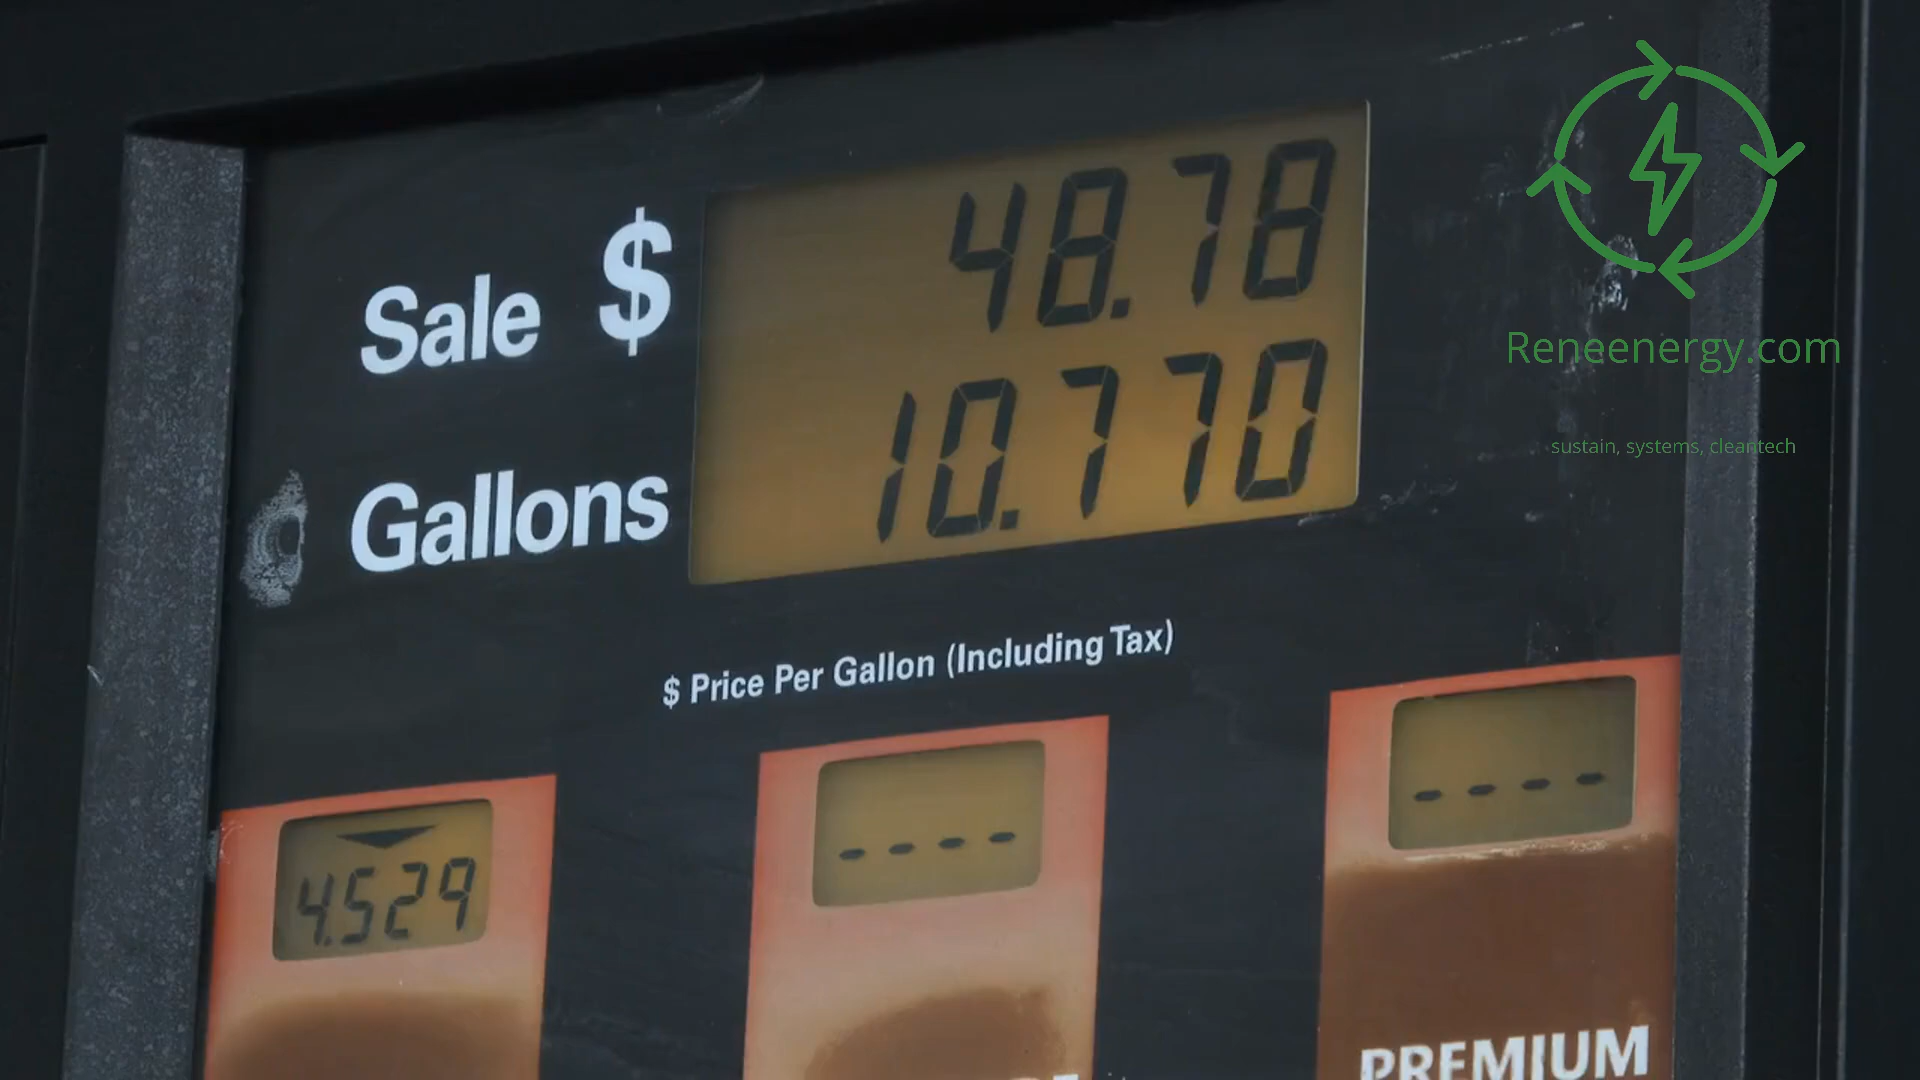 Sale $ 48.78
Gallons 10.770
$ Price Per Gallon (Including Tax)
4.529
- - - -
- - - -
PREMIUM
Reneenergy.com
sustain, systems, cleantech